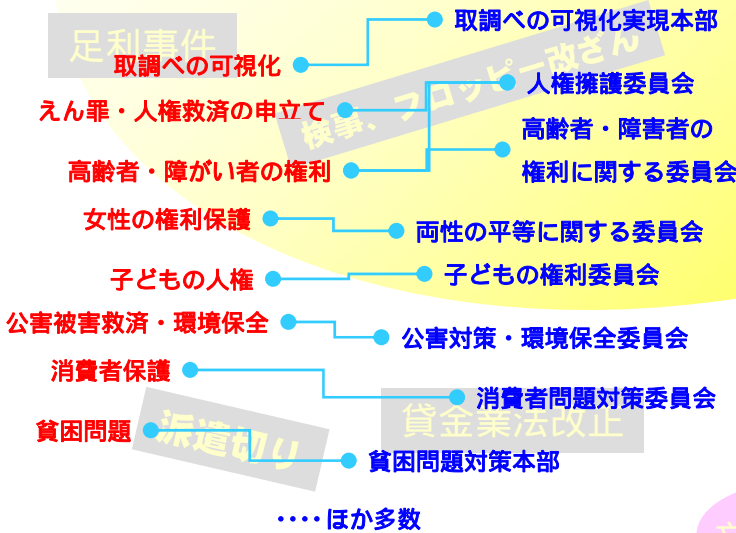 足利事件
取調べの可視化実現本部
取調べの可視化
検事、フロッピー改ざん
人権擁護委員会
えん罪・人権救済の申立て
高齢者・障害者の
権利に関する委員会
高齢者・障がい者の権利
女性の権利保護
両性の平等に関する委員会
子どもの人権
子どもの権利委員会
公害被害救済・環境保全
公害対策・環境保全委員会
消費者保護
消費者問題対策委員会
貸金業法改正
貧困問題
派遣切り
貧困問題対策本部
・・・・ほか多数